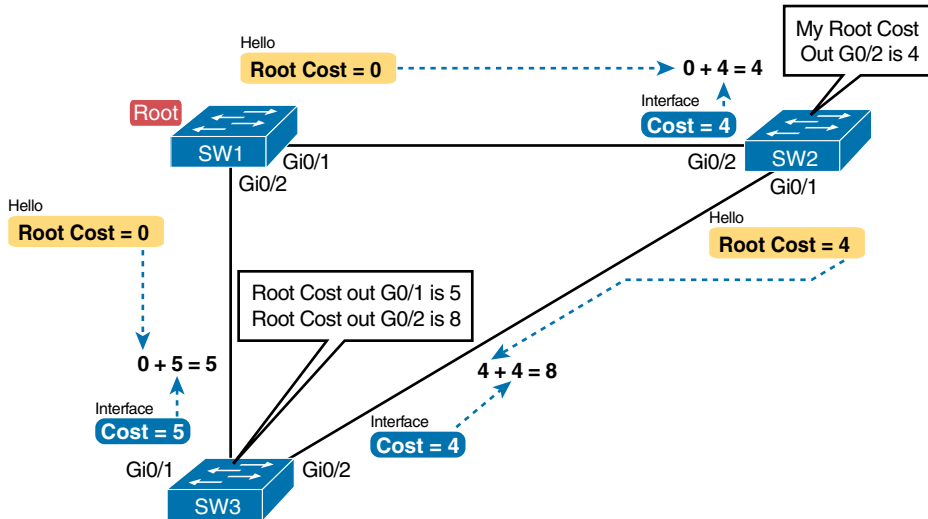 Hello
Root Cost = 0
0 + 4 = 4
My Root Cost
Out G0/2 is 4
Interface
Cost = 4
Root
SW1
Gi0/1
Gi0/2
Gi0/2
SW2
Gi0/1
Hello
Root Cost = 0
Hello
Root Cost = 4
Root Cost out G0/1 is 5
Root Cost out G0/2 is 8
0 + 5 = 5
4 + 4 = 8
Interface
Cost = 5
Interface
Cost = 4
Gi0/1
Gi0/2
SW3